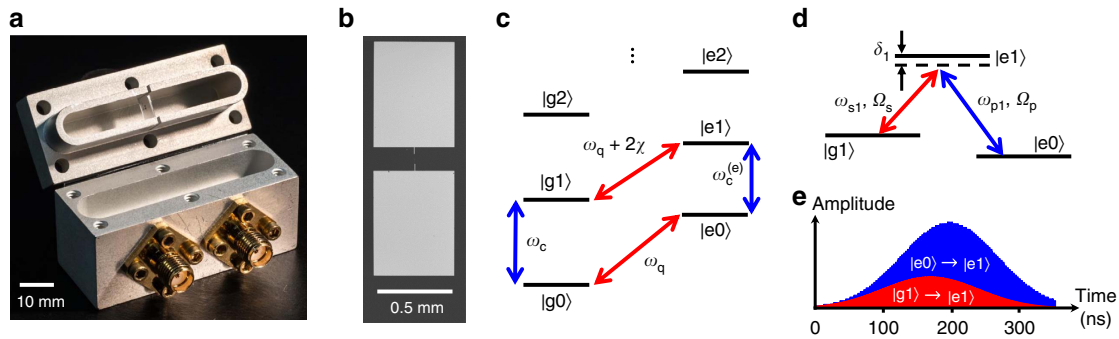 a
10 mm
b
0.5 mm
c
⋮
|e2⟩
|g2⟩
|e1⟩
ω_q + 2χ
|g1⟩
ω_c^(e)
|e0⟩
ω_c
ω_q
|g0⟩
d
δ_1
|e1⟩
ω_s1, Ω_s
ω_p1, Ω_p
|g1⟩
|e0⟩
e
Amplitude
|e0⟩ → |e1⟩
|g1⟩ → |e1⟩
Time
(ns)
0 100 200 300